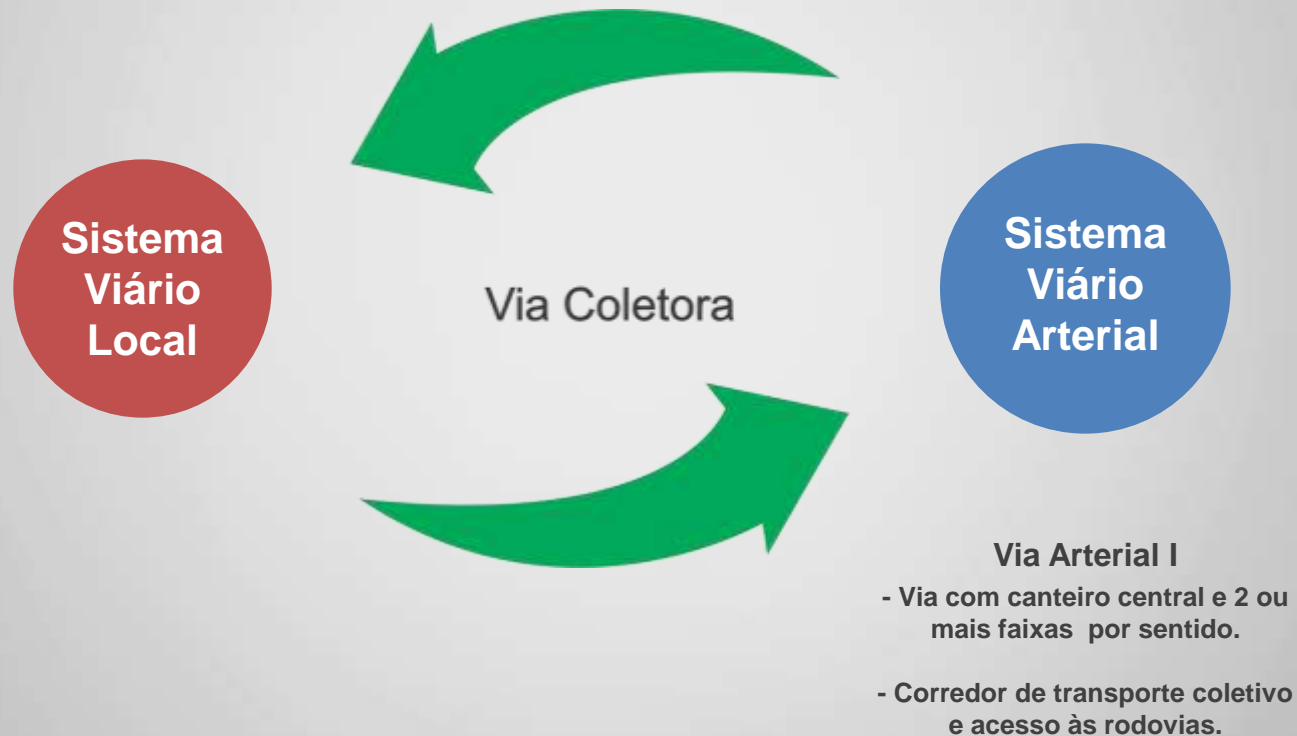 Sistema
Viário
Local
Via Coletora
Sistema
Viário
Arterial
Via Arterial I
- Via com canteiro central e 2 ou
mais faixas por sentido.
- Corredor de transporte coletivo
e acesso às rodovias.